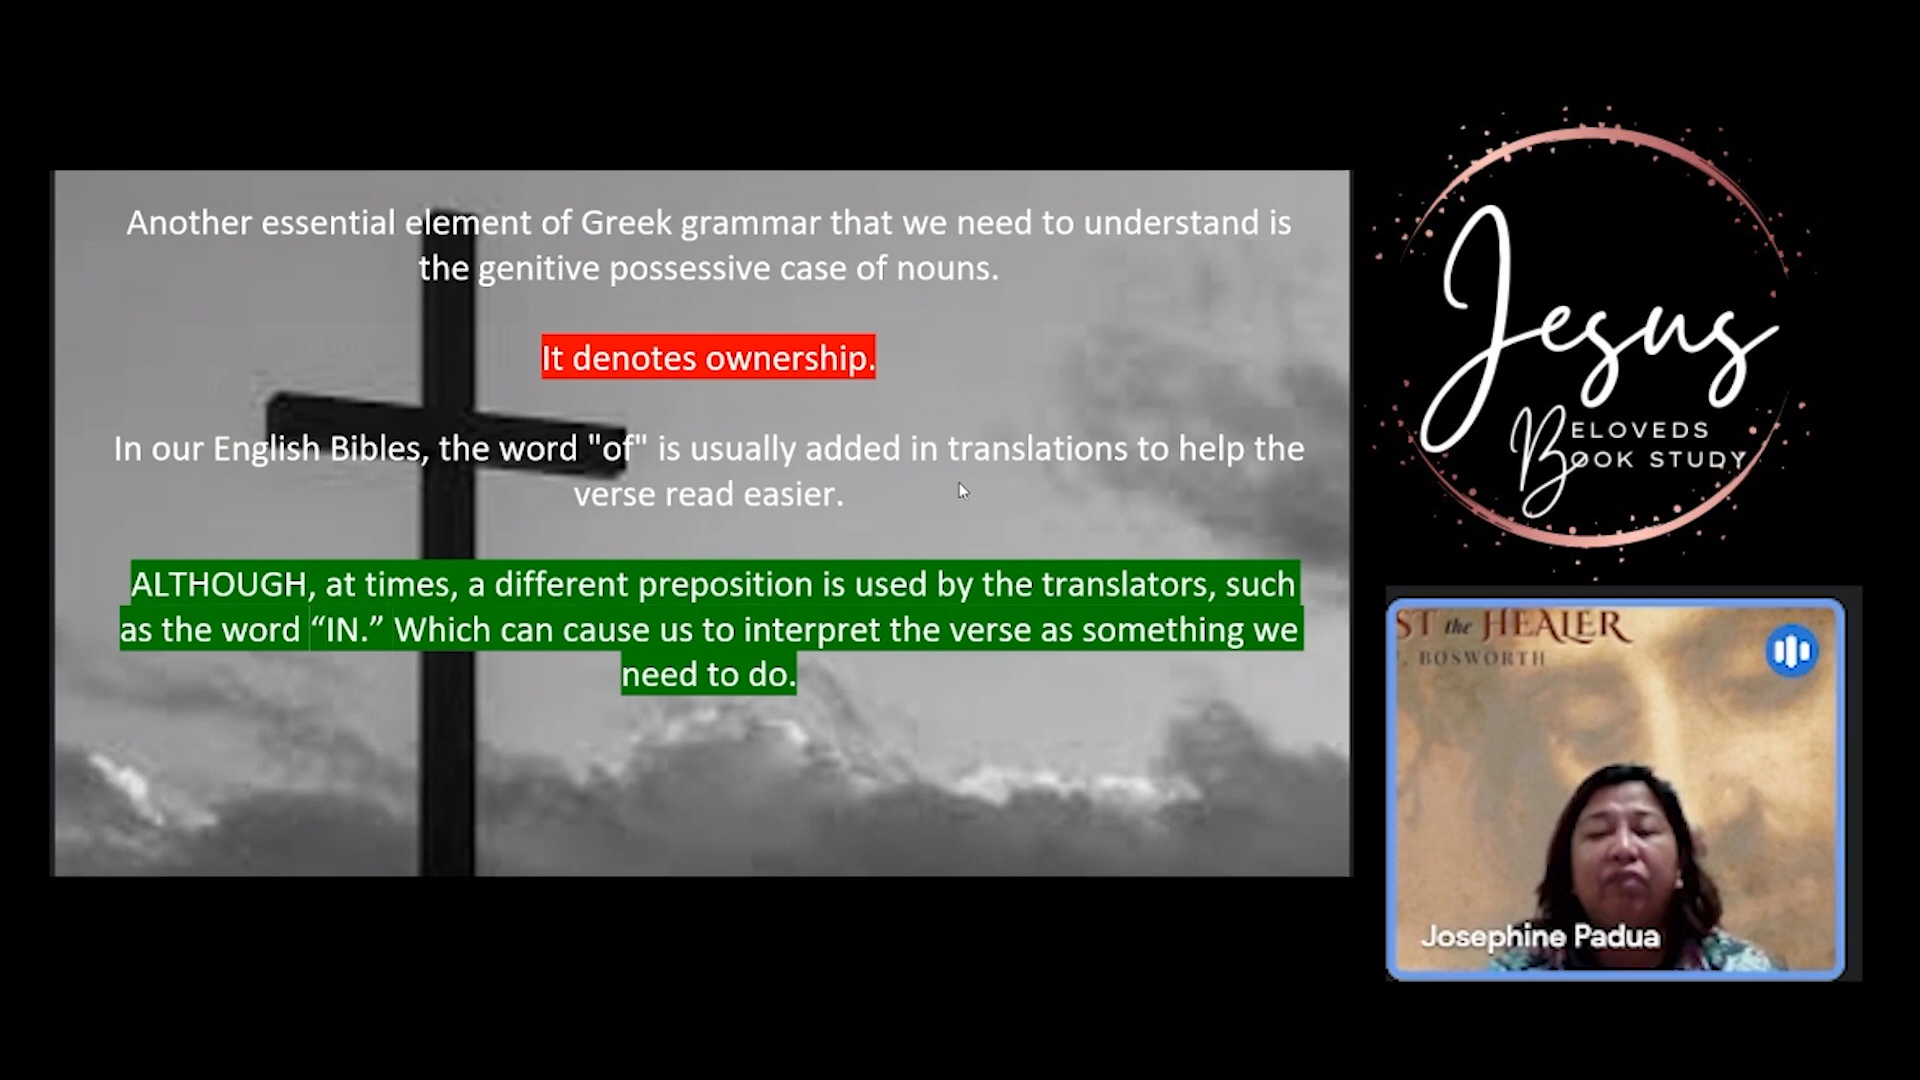 Another essential element of Greek grammar that we need to understand is
the genitive possessive case of nouns.
It denotes ownership.
In our English Bibles, the word "of" is usually added in translations to help the
verse read easier.
ALTHOUGH, at times, a different preposition is used by the translators, such
as the word “IN.” Which can cause us to interpret the verse as something we
need to do.
Jesus
BELOVEDS
BOOK STUDY
ST the HEALER
. BOSWORTH
Josephine Padua